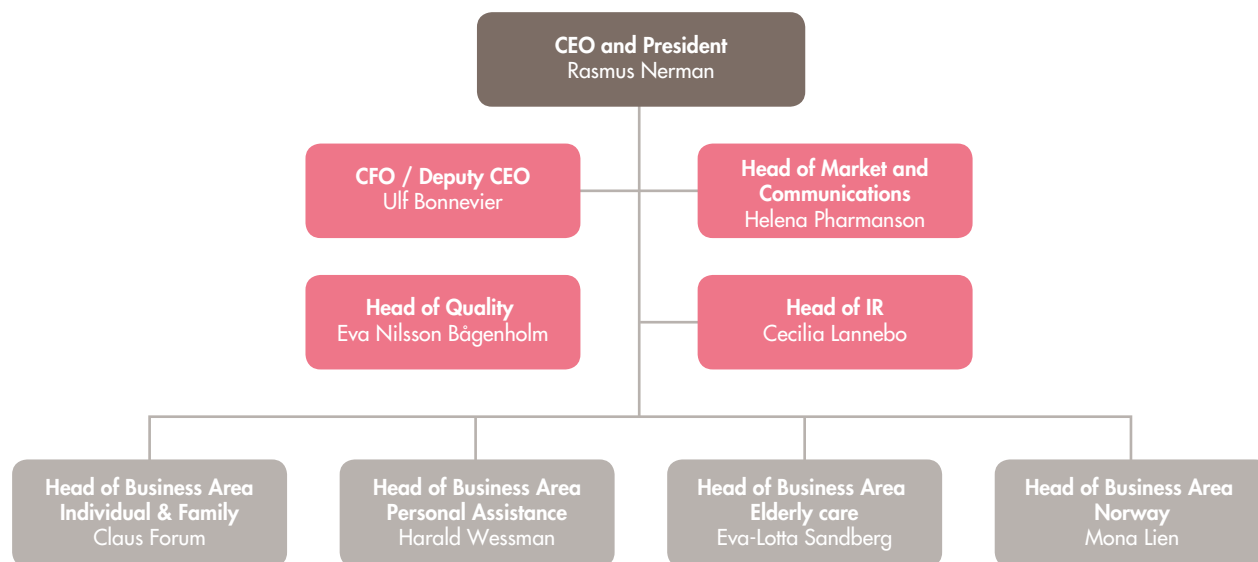 CEO and President
Rasmus Nerman
CFO / Deputy CEO
Ulf Bonnevier
Head of Market and
Communications
Helena Pharmanson
Head of Quality
Eva Nilsson Bågenholm
Head of IR
Cecilia Lannebo
Head of Business Area
Individual & Family
Claus Forum
Head of Business Area
Personal Assistance
Harald Wessman
Head of Business Area
Elderly care
Eva-Lotta Sandberg
Head of Business Area
Norway
Mona Lien